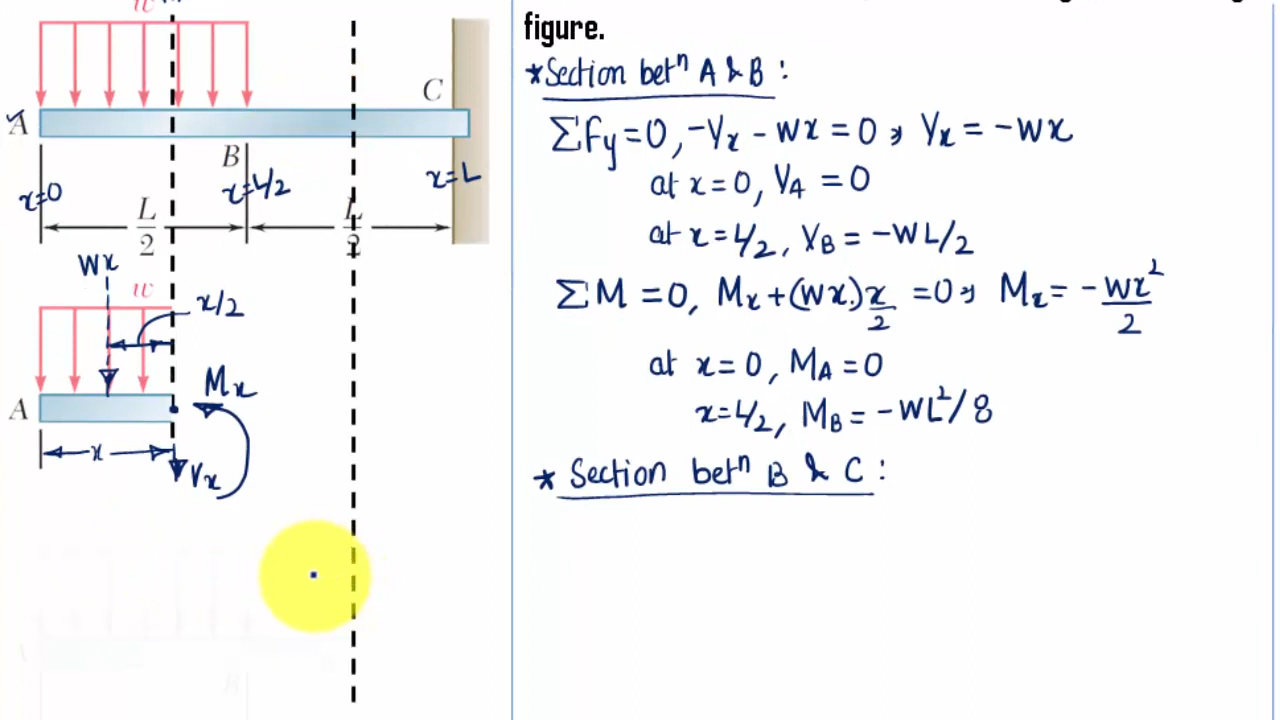 figure.
*Section betⁿ A & B :
ΣFy=0, -Vx - wx = 0 ⇒ Vx = -wx
at x=0, VA = 0
at x=L/2, VB = -WL/2
ΣM = 0, Mx + (wx) x/2 = 0 ⇒ Mx = -wx²/2
at x=0, MA = 0
x=L/2, MB = -WL²/8
* Section betⁿ B & C :
w
A
C
B
x=0
x=L/2
x=L
L/2
L/2
wx
w
x/2
A
Mx
x
Vx